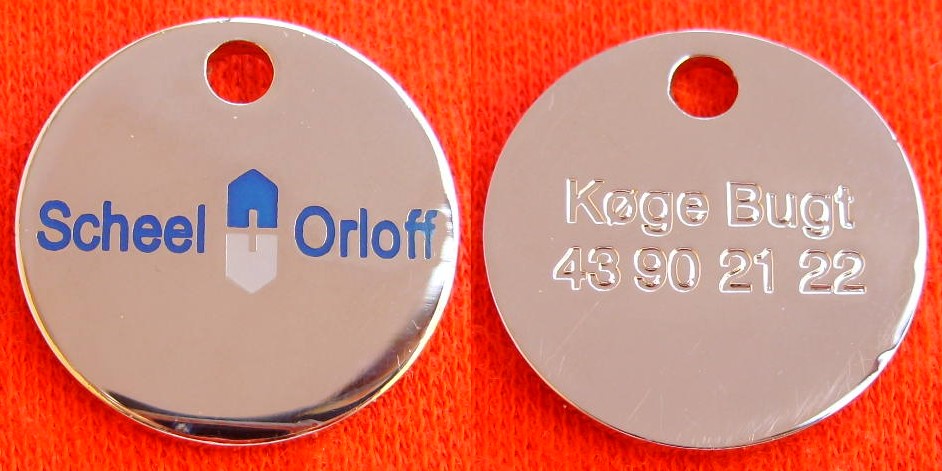 Scheel Orloff
Køge Bugt
43 90 21 22